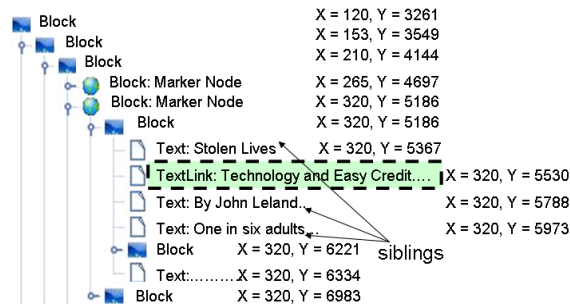 Block X = 120, Y = 3261
Block X = 153, Y = 3549
Block X = 210, Y = 4144
Block: Marker Node X = 265, Y = 4697
Block: Marker Node X = 320, Y = 5186
Block X = 320, Y = 5186
Text: Stolen Lives X = 320, Y = 5367
TextLink: Technology and Easy Credit.... X = 320, Y = 5530
Text: By John Leland... X = 320, Y = 5788
Text: One in six adults... X = 320, Y = 5973
siblings
Block X = 320, Y = 6221
Text:......... X = 320, Y = 6334
Block X = 320, Y = 6983